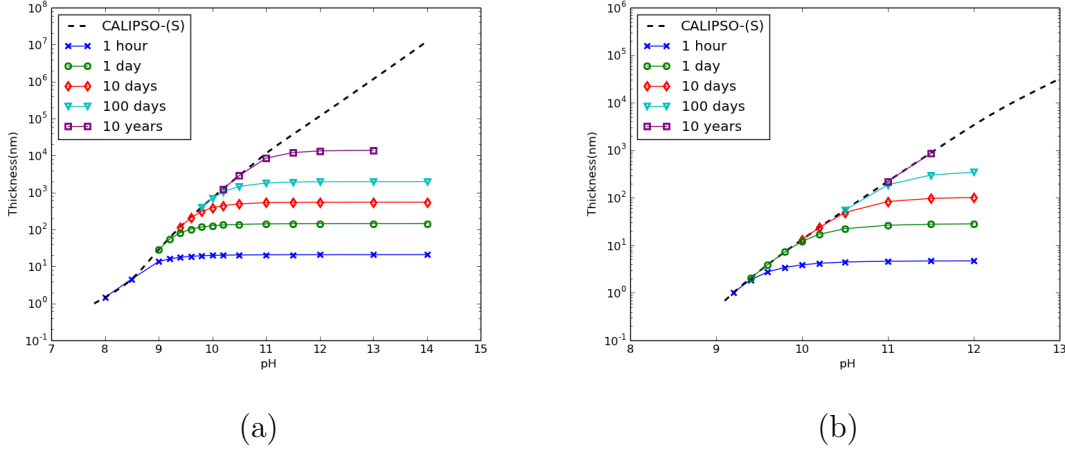 CALIPSO-(S)
1 hour
1 day
10 days
100 days
10 years
Thickness(nm)
10^7
10^6
10^5
10^4
10^3
10^2
10^1
10^0
10^-1
7 8 9 10 11 12 13 14 15
pH
(a)
CALIPSO-(S)
1 hour
1 day
10 days
100 days
10 years
Thickness(nm)
10^6
10^5
10^4
10^3
10^2
10^1
10^0
10^-1
8 9 10 11 12 13
pH
(b)